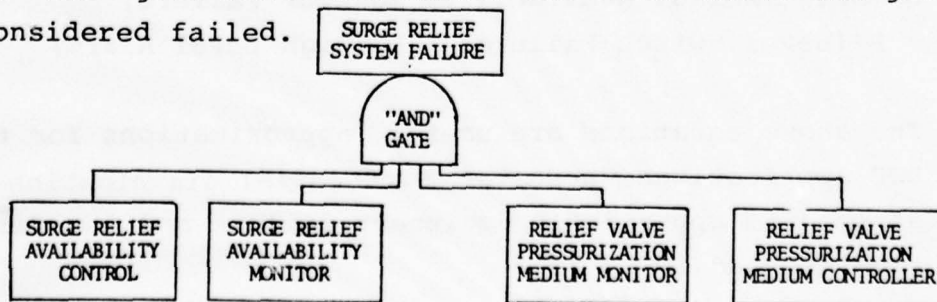 onsidered failed.
SURGE RELIEF
SYSTEM FAILURE
"AND"
GATE
SURGE RELIEF
AVAILABILITY
CONTROL
SURGE RELIEF
AVAILABILITY
MONITOR
RELIEF VALVE
PRESSURIZATION
MEDIUM MONITOR
RELIEF VALVE
PRESSURIZATION
MEDIUM CONTROLLER